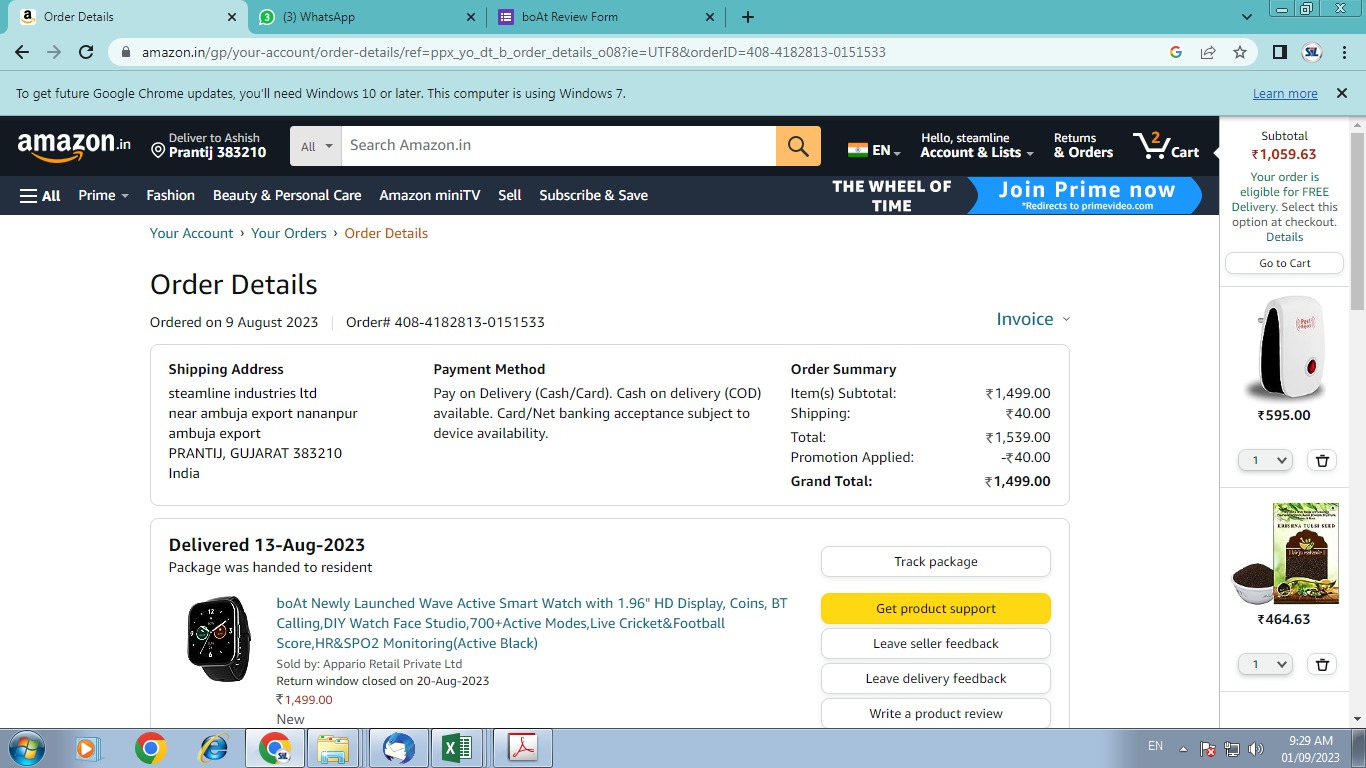 Order Details
(3) WhatsApp
boAt Review Form
amazon.in/gp/your-account/order-details/ref=ppx_yo_dt_b_order_details_o08?ie=UTF8&orderID=408-4182813-0151533
To get future Google Chrome updates, you'll need Windows 10 or later. This computer is using Windows 7.
Learn more
amazon.in
Deliver to Ashish
Prantij 383210
All
Search Amazon.in
EN
Hello, steamline
Account & Lists
Returns
& Orders
2
Cart
All
Prime
Fashion
Beauty & Personal Care
Amazon miniTV
Sell
Subscribe & Save
THE WHEEL OF
TIME
Join Prime now
*Redirects to primevideo.com
Your Account › Your Orders › Order Details
Order Details
Ordered on 9 August 2023
Order# 408-4182813-0151533
Invoice
Shipping Address
steamline industries ltd
near ambuja export nananpur
ambuja export
PRANTIJ, GUJARAT 383210
India
Payment Method
Pay on Delivery (Cash/Card). Cash on delivery (COD)
available. Card/Net banking acceptance subject to
device availability.
Order Summary
Item(s) Subtotal: ₹1,499.00
Shipping: ₹40.00
Total: ₹1,539.00
Promotion Applied: -₹40.00
Grand Total: ₹1,499.00
Delivered 13-Aug-2023
Package was handed to resident
boAt Newly Launched Wave Active Smart Watch with 1.96" HD Display, Coins, BT
Calling,DIY Watch Face Studio,700+Active Modes,Live Cricket&Football
Score,HR&SPO2 Monitoring(Active Black)
Sold by: Appario Retail Private Ltd
Return window closed on 20-Aug-2023
₹1,499.00
New
Track package
Get product support
Leave seller feedback
Leave delivery feedback
Write a product review
Subtotal
₹1,059.63
Your order is
eligible for FREE
Delivery. Select this
option at checkout.
Details
Go to Cart
₹595.00
1
KRISHNA TULSI SEED
₹464.63
1
EN
9:29 AM
01/09/2023